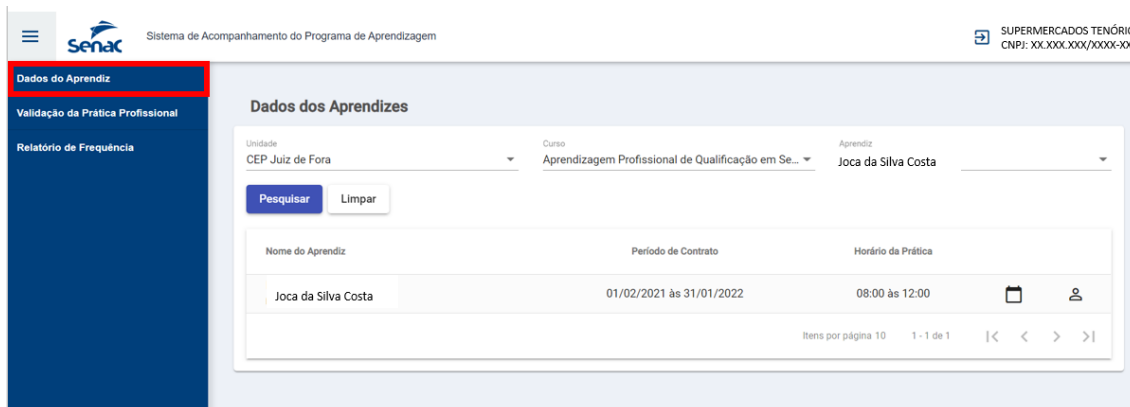 Senac
Sistema de Acompanhamento do Programa de Aprendizagem
SUPERMERCADOS TENÓRIO
CNPJ: XX.XXX.XXX/XXXX-XX
Dados do Aprendiz
Validação da Prática Profissional
Relatório de Frequência
Dados dos Aprendizes
Unidade
CEP Juiz de Fora
Curso
Aprendizagem Profissional de Qualificação em Se...
Aprendiz
Joca da Silva Costa
Pesquisar
Limpar
Nome do Aprendiz
Período de Contrato
Horário da Prática
Joca da Silva Costa
01/02/2021 às 31/01/2022
08:00 às 12:00
Itens por página 10
1 - 1 de 1